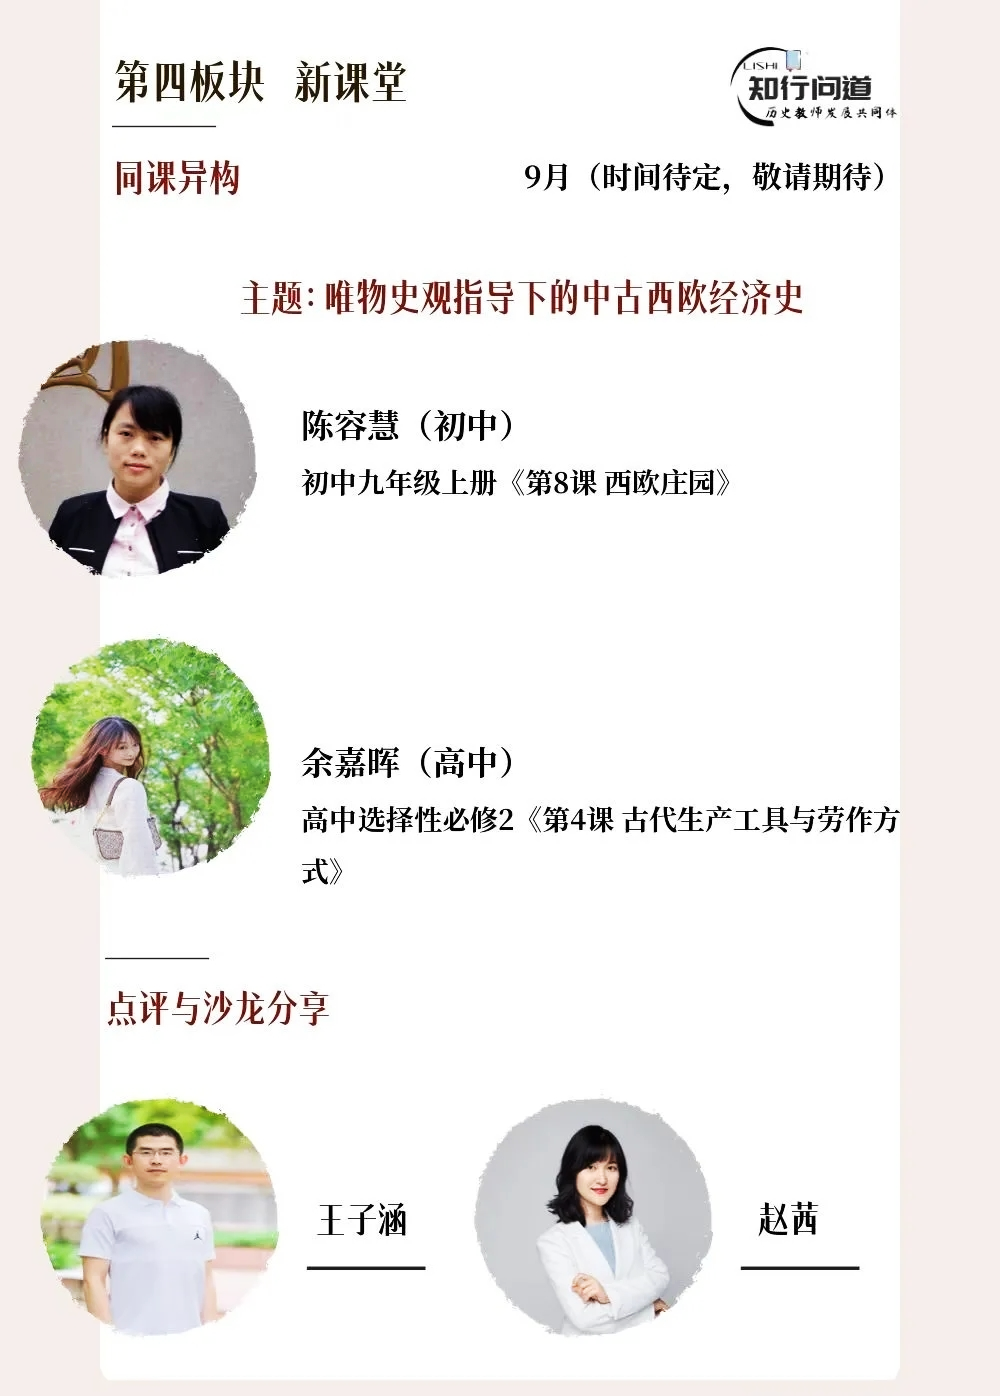 第四板块 新课堂
LISHI
知行问道
历史教师发展共同体
同课异构
9月（时间待定，敬请期待）
主题：唯物史观指导下的中古西欧经济史
陈容慧（初中）
初中九年级上册《第8课 西欧庄园》
余嘉晖（高中）
高中选择性必修2《第4课 古代生产工具与劳作方
式》
点评与沙龙分享
王子涵
赵茜